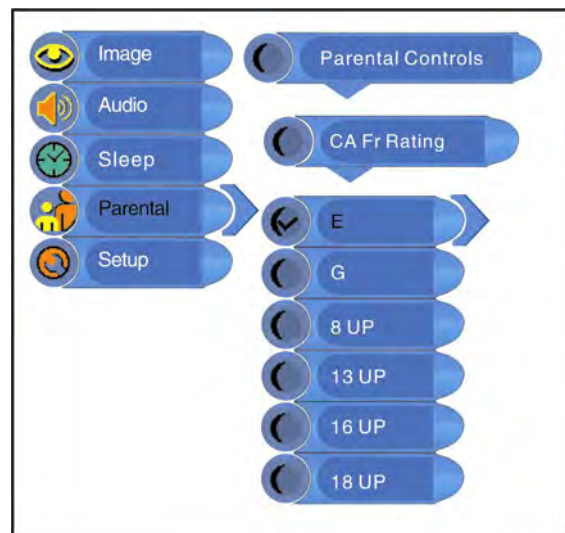 Image
Audio
Sleep
Parental
Setup
Parental Controls
CA Fr Rating
E
G
8 UP
13 UP
16 UP
18 UP